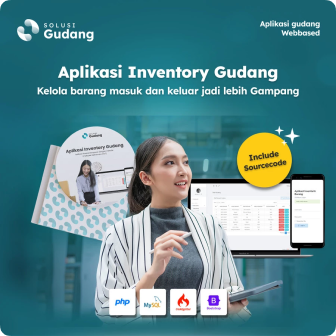 SOLUSI
Gudang
Aplikasi gudang
Webbased
Aplikasi Inventory Gudang
Kelola barang masuk dan keluar jadi lebih Gampang
Gudang
Aplikasi Inventory Gudang
Include
Sourcecode
php
MySQL
CodeIgniter
Bootstrap